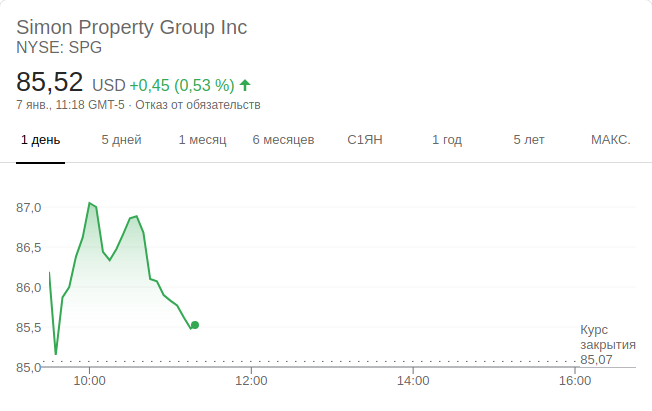 Simon Property Group Inc
NYSE: SPG
85,52 USD +0,45 (0,53 %)
7 янв., 11:18 GMT-5 · Отказ от обязательств
1 день 5 дней 1 месяц 6 месяцев С1ЯН 1 год 5 лет МАКС.
87,0
86,5
86,0
85,5
85,0
Курс
закрытия
85,07
10:00 12:00 14:00 16:00